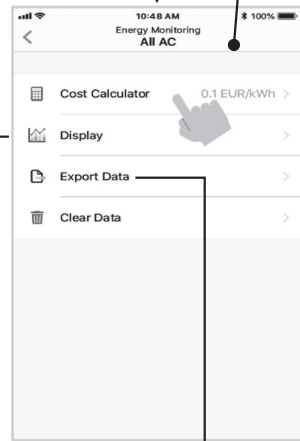 10:48 AM
100%
Energy Monitoring
All AC
Cost Calculator 0.1 EUR/kWh
Display
Export Data
Clear Data